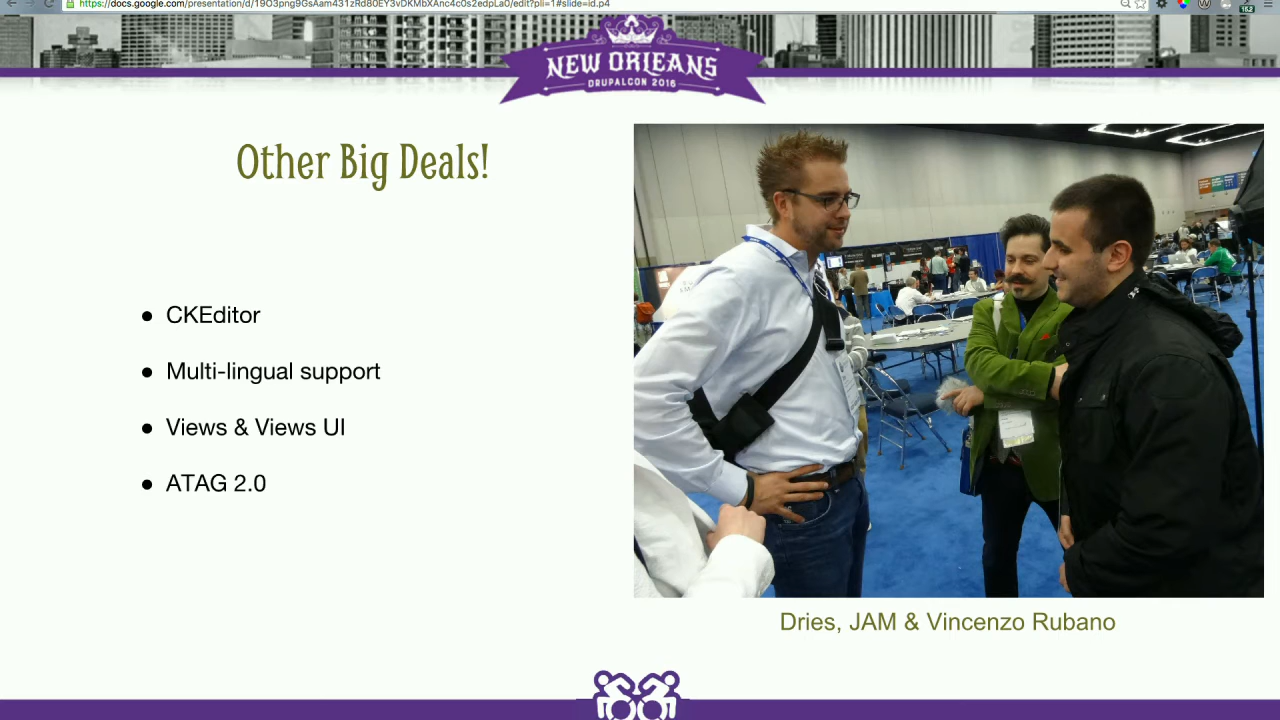 https://docs.google.com/presentation/d/19O3png9GsAam431zRd80EY3vDKMbXAnc4c0s2edpLa0/edit?pli=1#slide=id.p4
152
NEW ORLEANS
DRUPALCON 2016
Other Big Deals!
● CKEditor
● Multi-lingual support
● Views & Views UI
● ATAG 2.0
Dries, JAM & Vincenzo Rubano